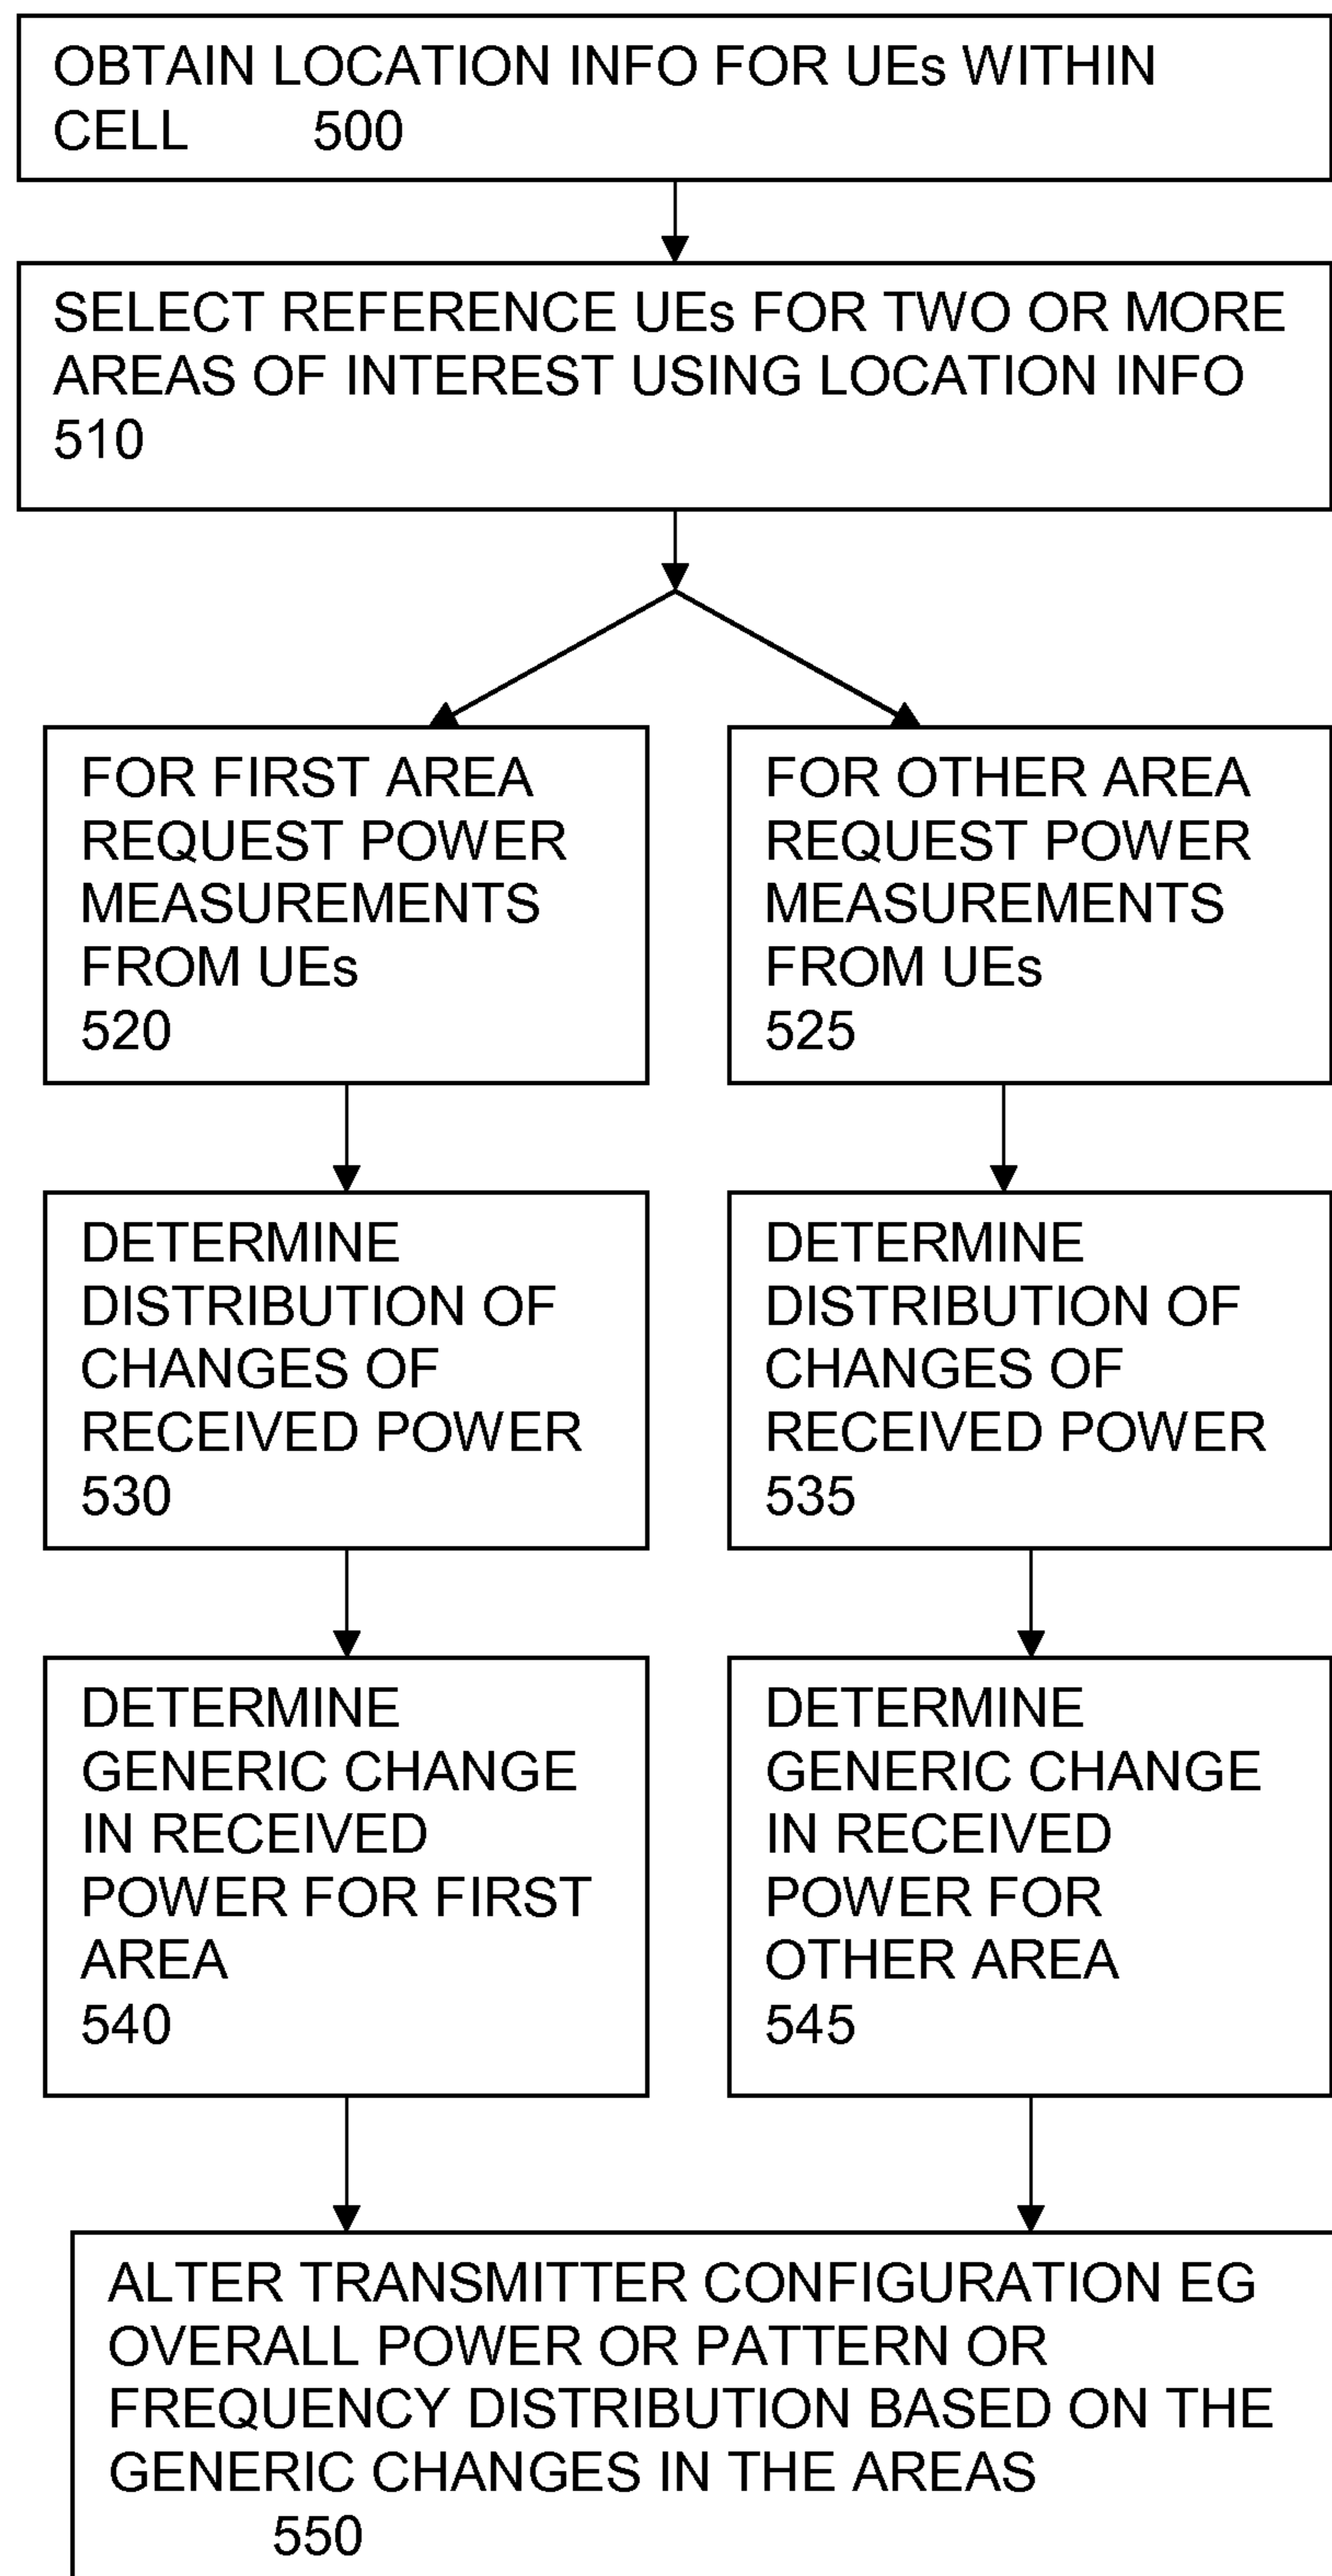 OBTAIN LOCATION INFO FOR UEs WITHIN
CELL 500
SELECT REFERENCE UEs FOR TWO OR MORE
AREAS OF INTEREST USING LOCATION INFO
510
FOR FIRST AREA
REQUEST POWER
MEASUREMENTS
FROM UEs
520
FOR OTHER AREA
REQUEST POWER
MEASUREMENTS
FROM UEs
525
DETERMINE
DISTRIBUTION OF
CHANGES OF
RECEIVED POWER
530
DETERMINE
DISTRIBUTION OF
CHANGES OF
RECEIVED POWER
535
DETERMINE
GENERIC CHANGE
IN RECEIVED
POWER FOR FIRST
AREA
540
DETERMINE
GENERIC CHANGE
IN RECEIVED
POWER FOR
OTHER AREA
545
ALTER TRANSMITTER CONFIGURATION EG
OVERALL POWER OR PATTERN OR
FREQUENCY DISTRIBUTION BASED ON THE
GENERIC CHANGES IN THE AREAS
550